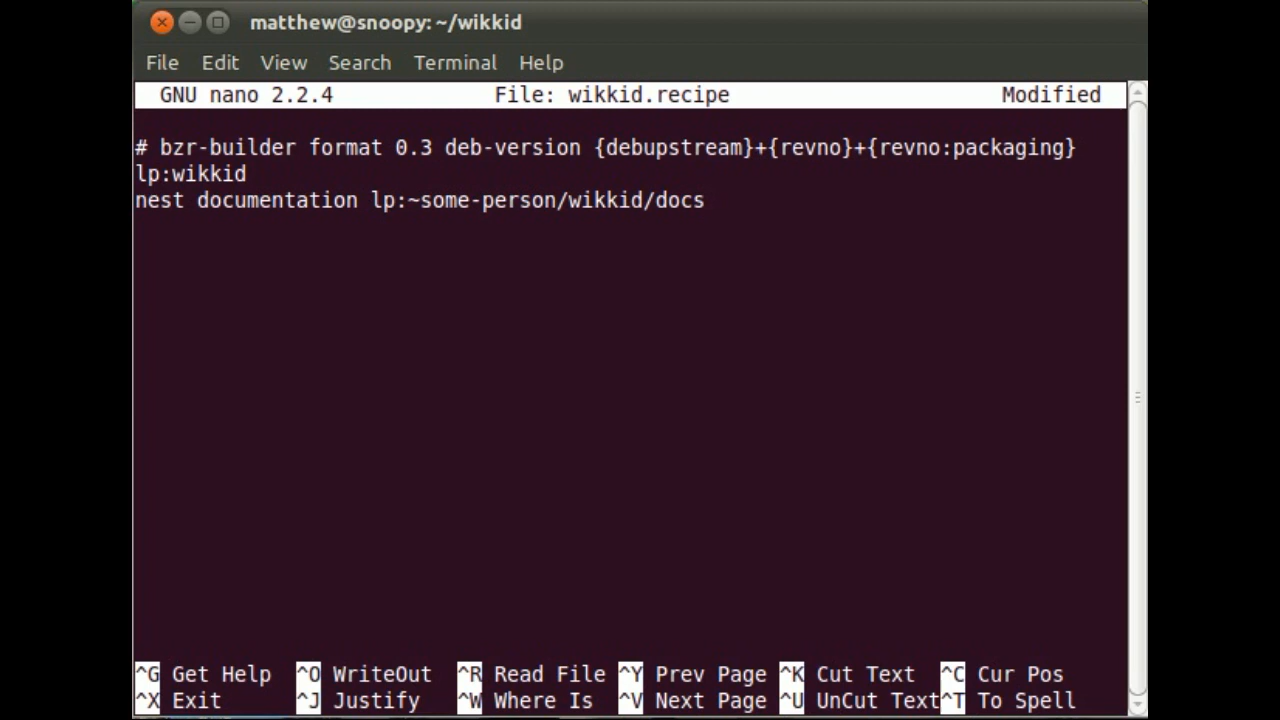 matthew@snoopy: ~/wikkid
File Edit View Search Terminal Help
GNU nano 2.2.4 File: wikkid.recipe Modified
# bzr-builder format 0.3 deb-version {debupstream}+{revno}+{revno:packaging}
lp:wikkid
nest documentation lp:~some-person/wikkid/docs
^G Get Help ^O WriteOut ^R Read File ^Y Prev Page ^K Cut Text ^C Cur Pos
^X Exit ^J Justify ^W Where Is ^V Next Page ^U UnCut Text^T To Spell